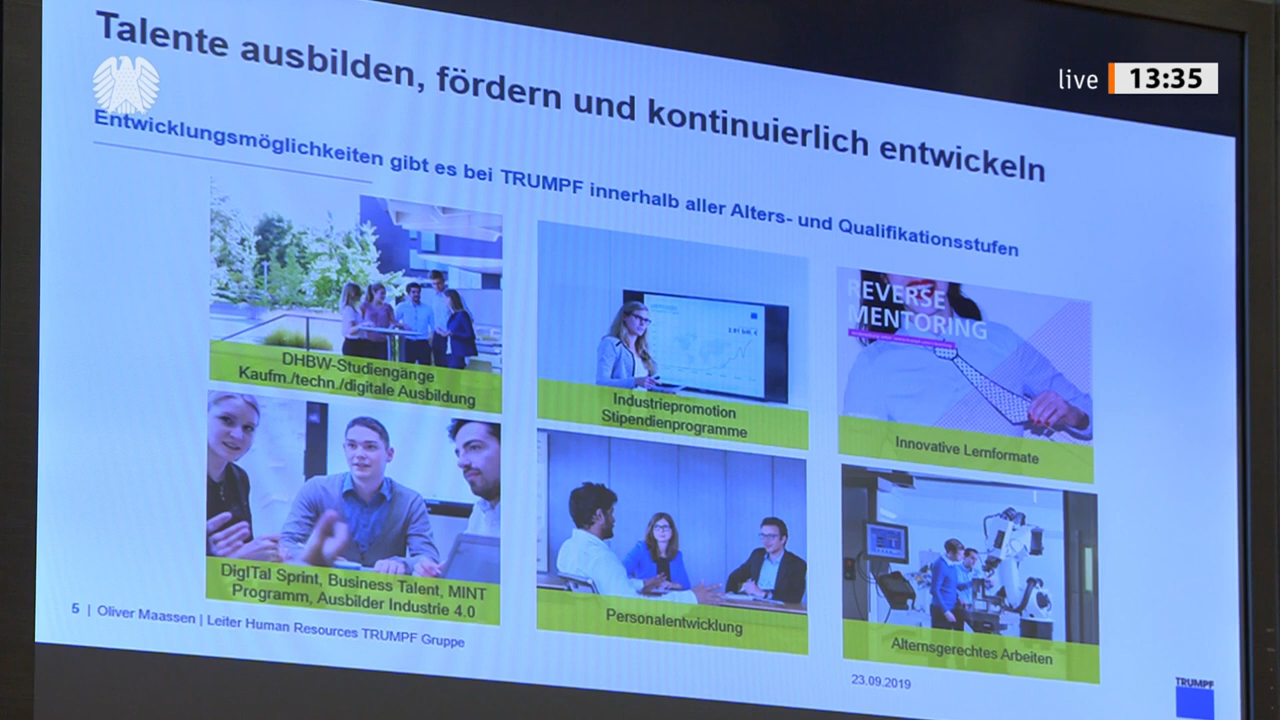 live 13:35
Talente ausbilden, fördern und kontinuierlich entwickeln
Entwicklungsmöglichkeiten gibt es bei TRUMPF innerhalb aller Alters- und Qualifikationsstufen
DHBW-Studiengänge
Kaufm./techn./digitale Ausbildung
Industriepromotion
Stipendienprogramme
REVERSE
MENTORING
Innovative Lernformate
DigITal Sprint, Business Talent, MINT
Programm, Ausbilder Industrie 4.0
Personalentwicklung
Alternsgerechtes Arbeiten
5 | Oliver Maassen | Leiter Human Resources TRUMPF Gruppe
23.09.2019
TRUMPF